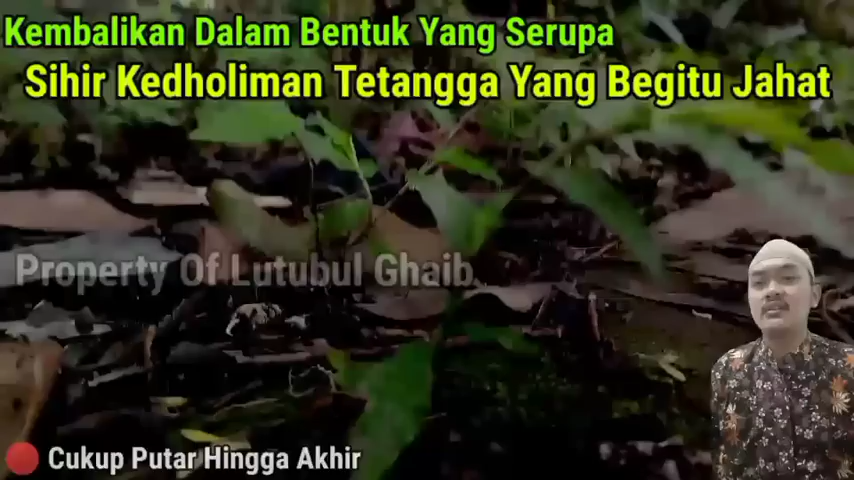 Kembalikan Dalam Bentuk Yang Serupa
Sihir Kedholiman Tetangga Yang Begitu Jahat
Property Of Lutubul Ghaib
Cukup Putar Hingga Akhir